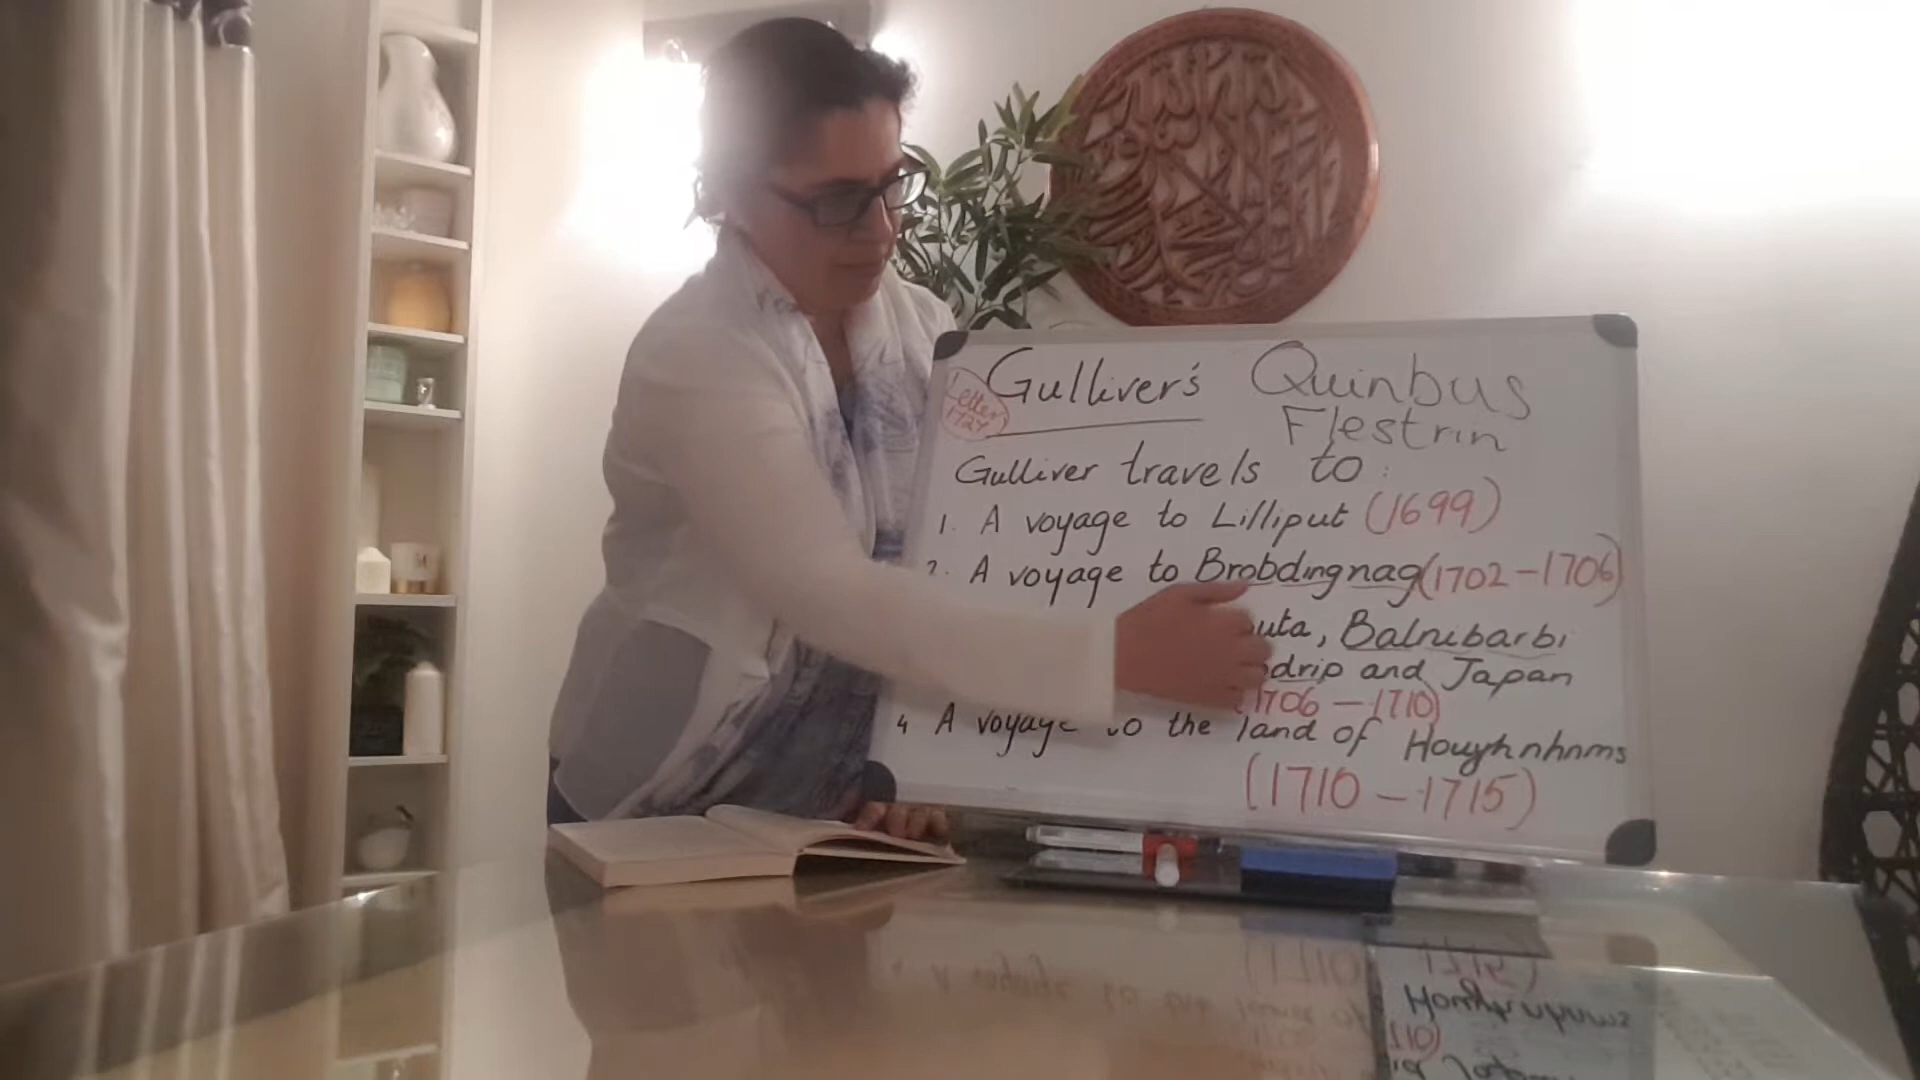 Gulliver's Quinbus
Flestrin
Letter
1727
Gulliver travels to:
1. A voyage to Lilliput (1699)
2. A voyage to Brobdingnag (1702-1706)
Balnibarbi
and Japan
1706-1710)
4 A voyage to the land of Houyhnhnms
(1710-1715)